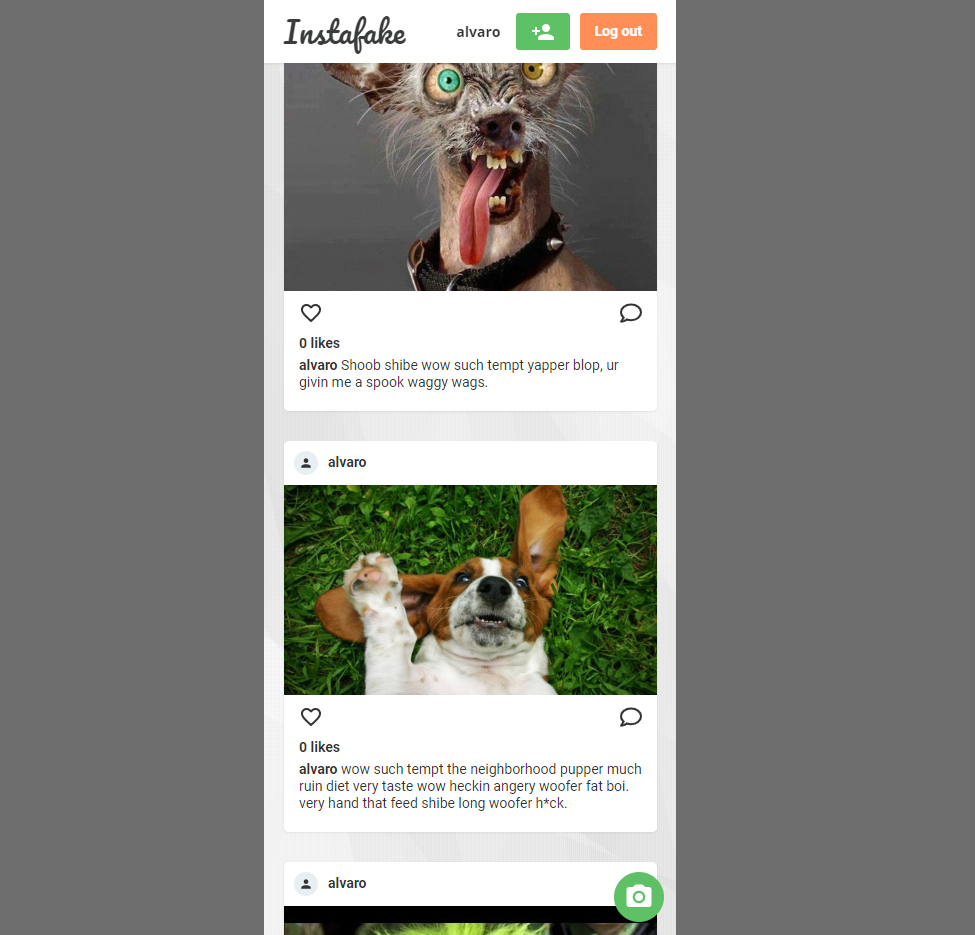 Instafake
alvaro
Log out
0 likes
alvaro Shoob shibe wow such tempt yapper blop, ur
givin me a spook waggy wags.
alvaro
0 likes
alvaro wow such tempt the neighborhood pupper much
ruin diet very taste wow heckin angery woofer fat boi.
very hand that feed shibe long woofer h*ck.
alvaro